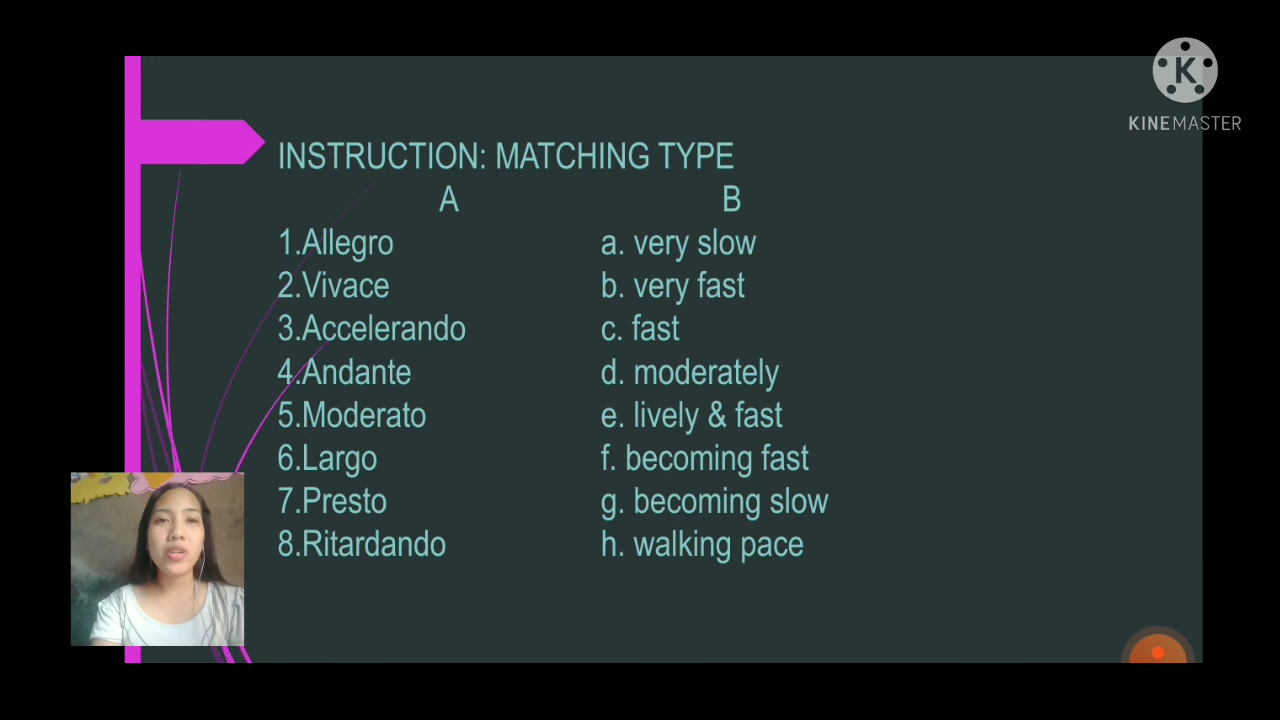 K
KINEMASTER
INSTRUCTION: MATCHING TYPE
A B
1.Allegro a. very slow
2.Vivace b. very fast
3.Accelerando c. fast
4.Andante d. moderately
5.Moderato e. lively & fast
6.Largo f. becoming fast
7.Presto g. becoming slow
8.Ritardando h. walking pace